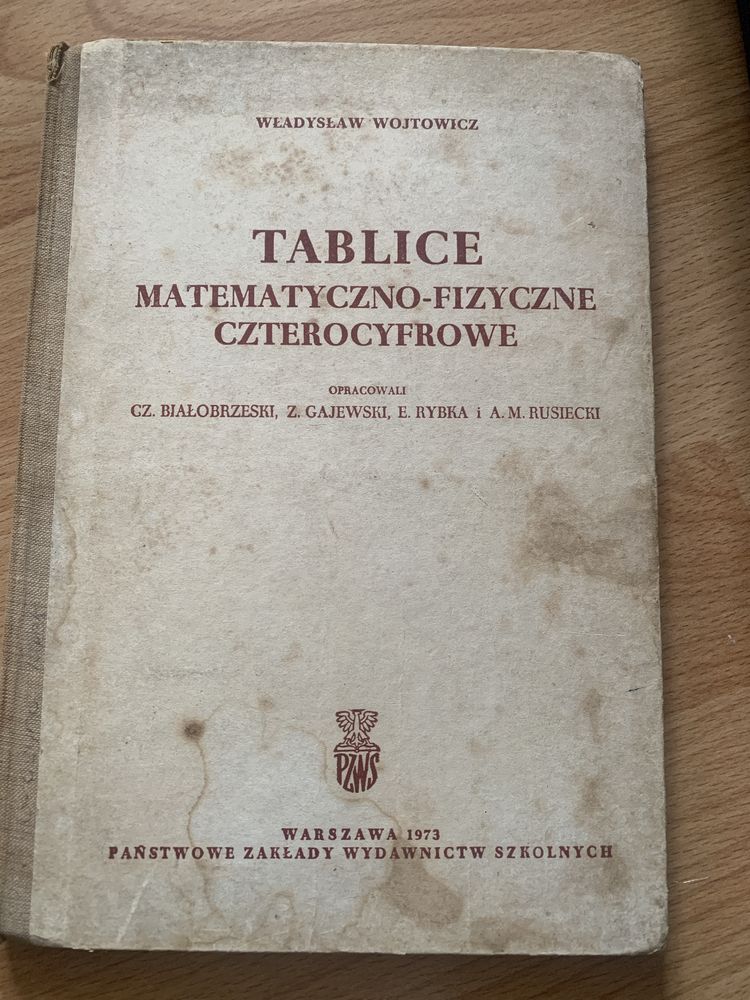 WŁADYSŁAW WOJTOWICZ
TABLICE
MATEMATYCZNO-FIZYCZNE
CZTEROCYFROWE
OPRACOWALI
CZ. BIAŁOBRZESKI, Z. GAJEWSKI, E. RYBKA i A. M. RUSIECKI
PZWS
WARSZAWA 1973
PAŃSTWOWE ZAKŁADY WYDAWNICTW SZKOLNYCH